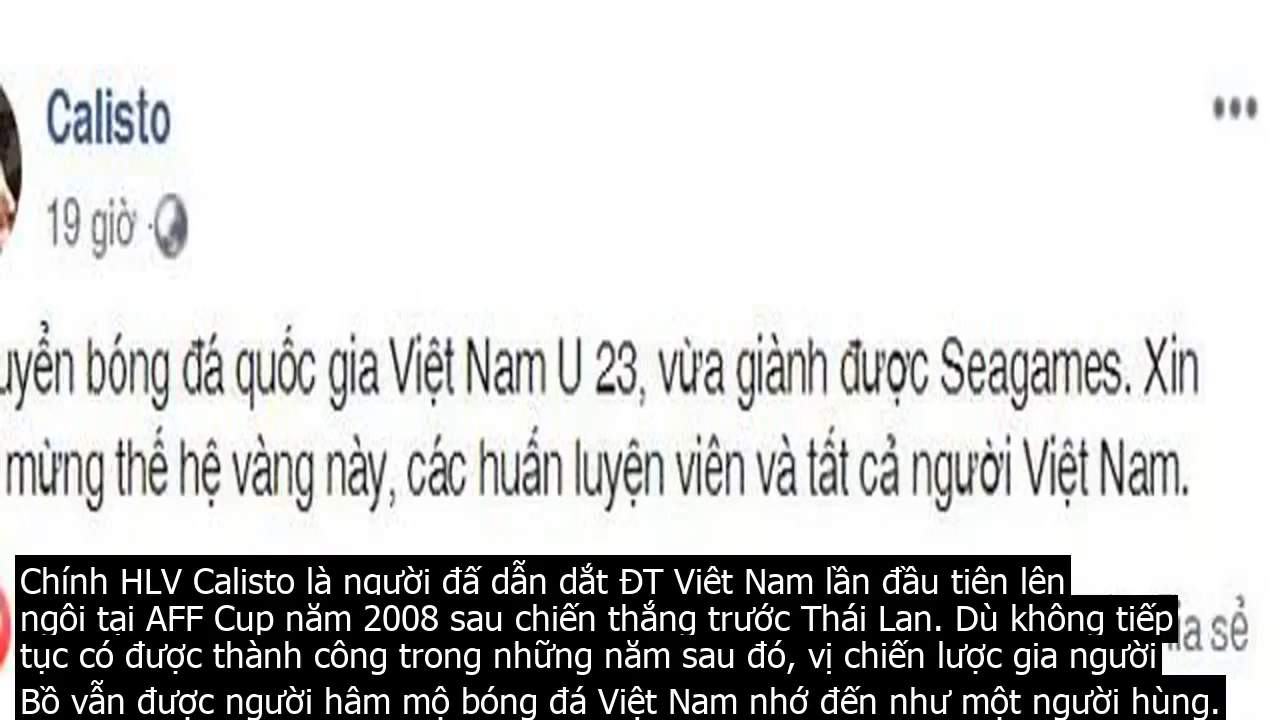 Calisto
19 giờ ·
uyển bóng đá quốc gia Việt Nam U 23, vừa giành được Seagames. Xin
mừng thế hệ vàng này, các huấn luyện viên và tất cả người Việt Nam.
ia sẻ
Chính HLV Calisto là người đấ dẫn dắt ĐT Viêt Nam lần đầu tiên lên
ngôi tại AFF Cup năm 2008 sau chiến thắng trước Thái Lan. Dù không tiếp
tục có được thành công trong những năm sau đó, vị chiến lược gia người
Bồ vẫn được người hâm mộ bóng đá Việt Nam nhớ đến như một người hùng.